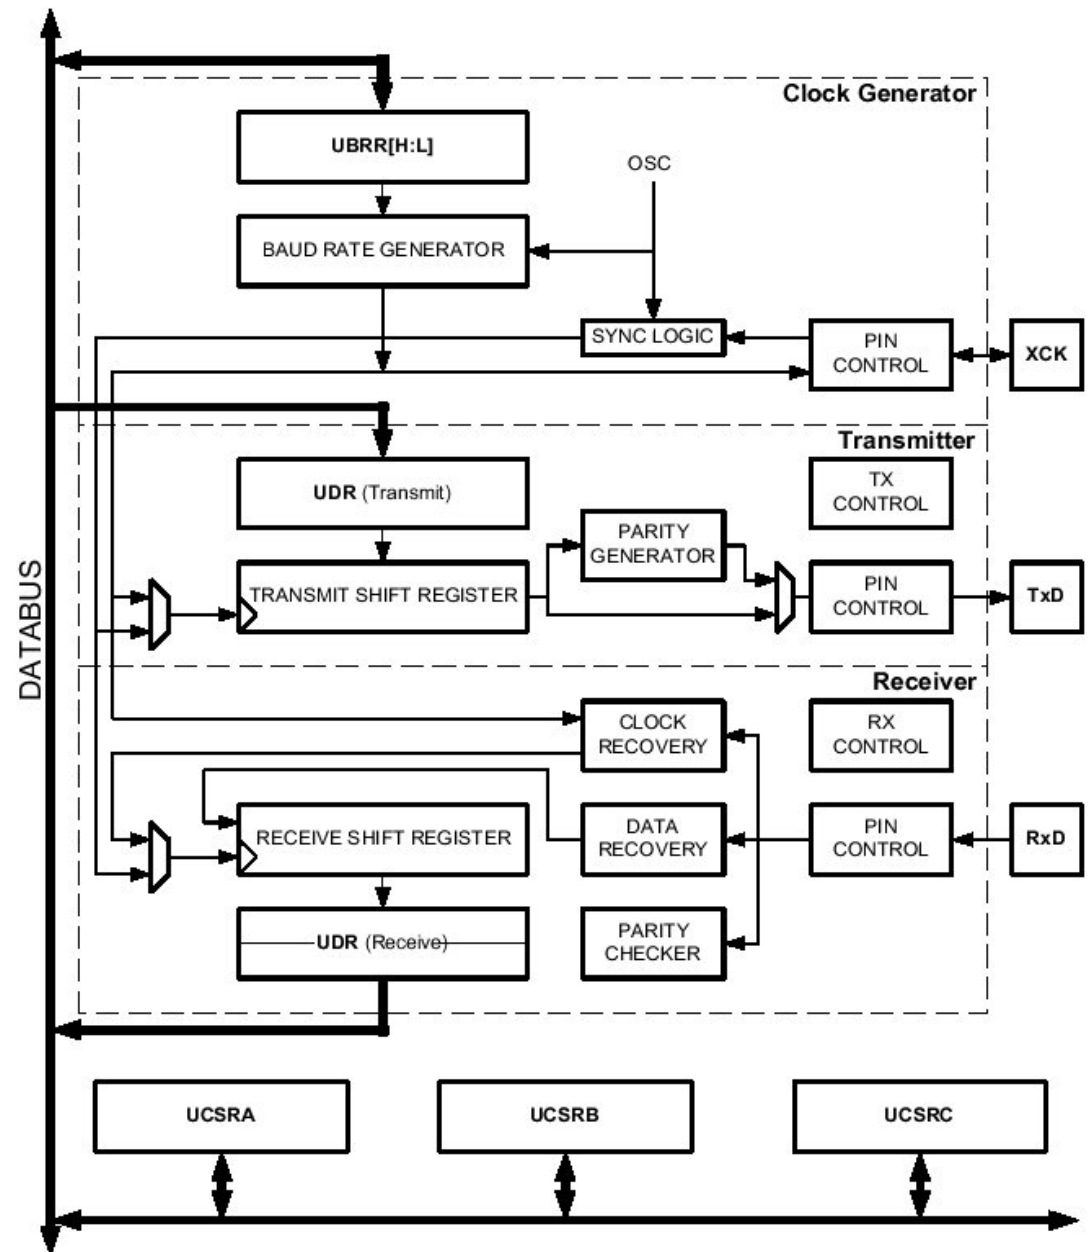 Clock Generator
UBRR[H:L]
OSC
BAUD RATE GENERATOR
SYNC LOGIC
PIN
CONTROL
XCK
Transmitter
UDR (Transmit)
TX
CONTROL
PARITY
GENERATOR
TRANSMIT SHIFT REGISTER
PIN
CONTROL
TxD
DATABUS
Receiver
CLOCK
RECOVERY
RX
CONTROL
RECEIVE SHIFT REGISTER
DATA
RECOVERY
PIN
CONTROL
RxD
UDR (Receive)
PARITY
CHECKER
UCSRA
UCSRB
UCSRC